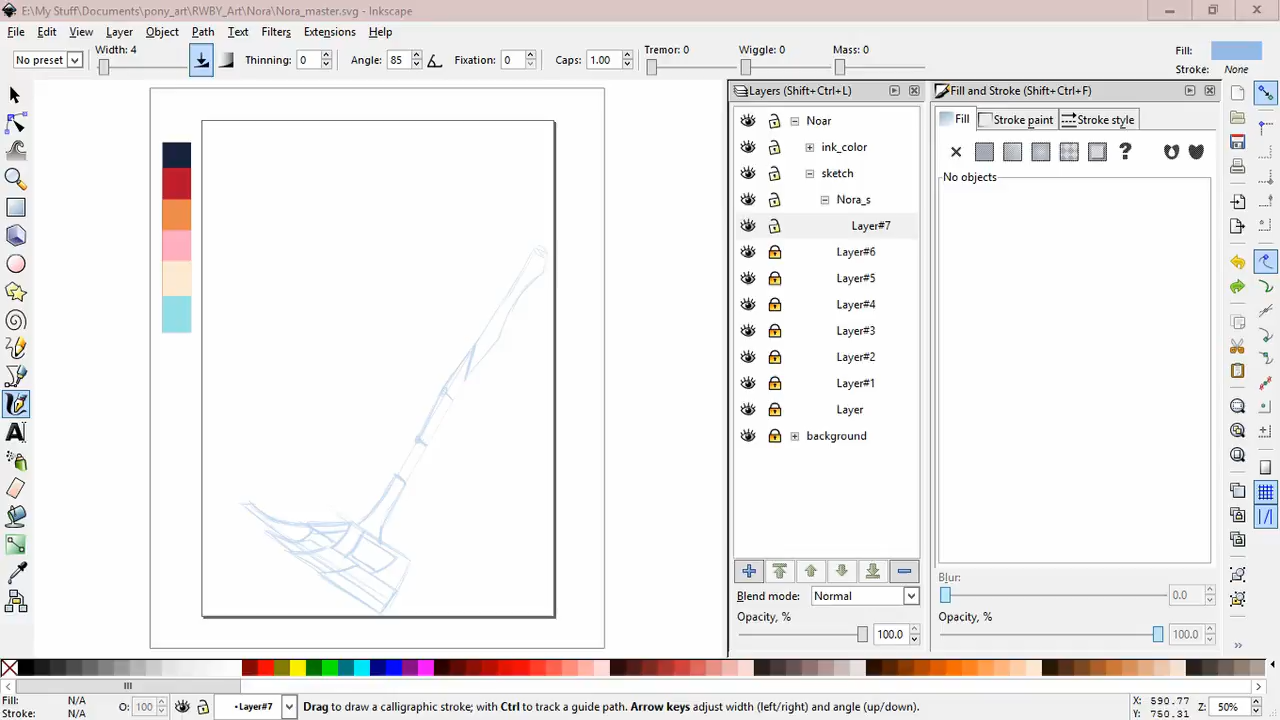 E:\My Stuff\Documents\pony_art\RWBY_Art\Nora\Nora_master.svg - Inkscape
File Edit View Layer Object Path Text Filters Extensions Help
No preset Width: 4 Thinning: 0 Angle: 85 Fixation: 0 Caps: 1.00 Tremor: 0 Wiggle: 0 Mass: 0 Fill:
Stroke: None
Layers (Shift+Ctrl+L) Fill and Stroke (Shift+Ctrl+F)
Fill Stroke paint Stroke style
Noar
ink_color
sketch
Nora_s
Layer#7
Layer#6
Layer#5
Layer#4
Layer#3
Layer#2
Layer#1
Layer
background
No objects
Blend mode: Normal
Opacity, %
100.0
Blur:
0.0
Opacity, %
100.0
Fill: N/A
Stroke: N/A
O: 100
•Layer#7
Drag to draw a calligraphic stroke; with Ctrl to track a guide path. Arrow keys adjust width (left/right) and angle (up/down).
X: 590.77
Y: 750.31
Z: 50%